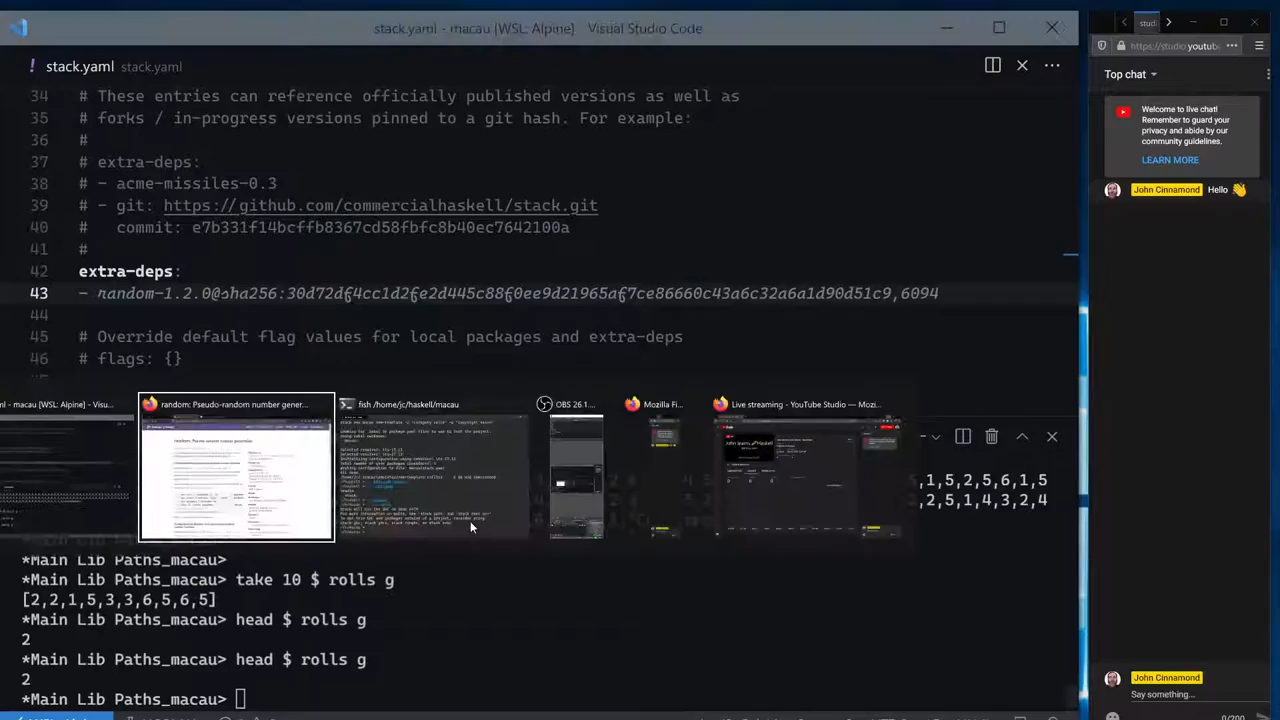 stack.yaml - macau [WSL: Alpine] Visual Studio Code
! stack.yaml stack.yaml
34 # These entries can reference officially published versions as well as
35 # forks / in-progress versions pinned to a git hash. For example:
36 #
37 # extra-deps:
38 # - acme-missiles-0.3
39 # - git: https://github.com/commercialhaskell/stack.git
40 # commit: e7b331f14bcffb8367cd58fbfc8b40ec7642100a
41 #
42 extra-deps:
43 - random-1.2.0@sha256:30d72df4cc1d2fe2d445c88f0ee9d21965af7ce86660c43a6c32a6a1d90d51c9,6094
44
45 # Override default flag values for local packages and extra-deps
46 # flags: {}
ml - macau [WSL: Alpine] - Visu...
random: Pseudo-random number gener...
fish /home/jc/haskell/macau
OBS 26.1...
Mozilla Fi...
Live streaming - YouTube Studio — Mozi...
,1,3,5,5,6,1,5
,2,1,4,3,2,4
*Main Lib Paths_macau>
*Main Lib Paths_macau> take 10 $ rolls g
[2,2,1,5,3,3,6,5,6,5]
*Main Lib Paths_macau> head $ rolls g
2
*Main Lib Paths_macau> head $ rolls g
2
*Main Lib Paths_macau>
studi
https://studio.youtube
Top chat
Welcome to live chat!
Remember to guard your
privacy and abide by our
community guidelines.
LEARN MORE
John Cinnamond Hello 👋
John Cinnamond
Say something...
0/200